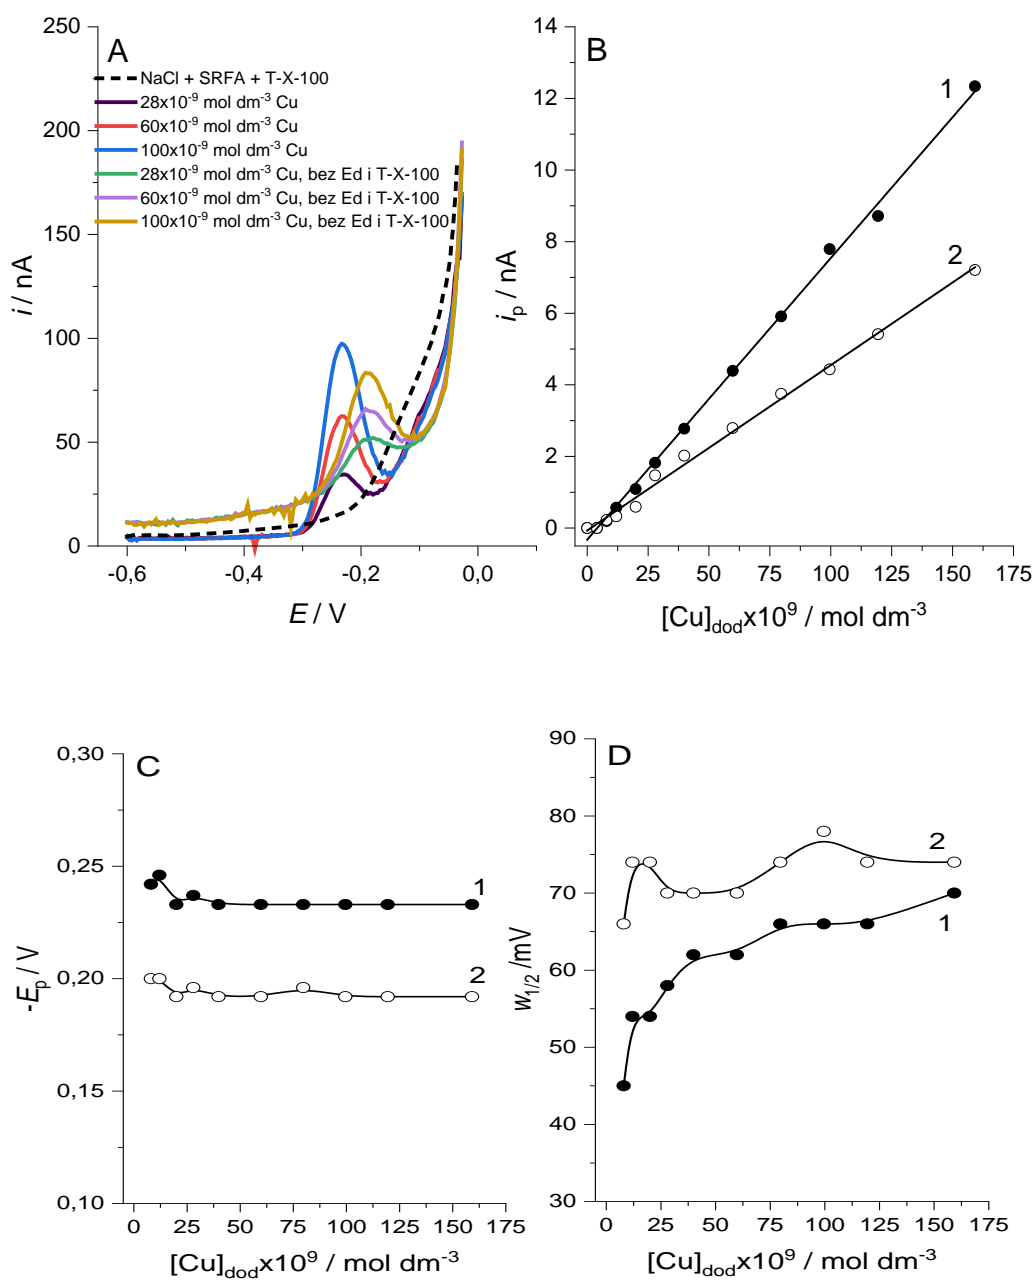 A
NaCl + SRFA + T-X-100
28x10⁻⁹ mol dm⁻³ Cu
60x10⁻⁹ mol dm⁻³ Cu
100x10⁻⁹ mol dm⁻³ Cu
28x10⁻⁹ mol dm⁻³ Cu, bez Ed i T-X-100
60x10⁻⁹ mol dm⁻³ Cu, bez Ed i T-X-100
100x10⁻⁹ mol dm⁻³ Cu, bez Ed i T-X-100
250
200
150
100
50
0
i / nA
-0,6 -0,4 -0,2 0,0
E / V
B
1
2
14
12
10
8
6
4
2
0
iₚ / nA
0 25 50 75 100 125 150 175
[Cu]dodx10⁹ / mol dm⁻³
C
1
2
0,30
0,25
0,20
0,15
0,10
-Eₚ / V
0 25 50 75 100 125 150 175
[Cu]dodx10⁹ / mol dm⁻³
D
2
1
90
80
70
60
50
40
30
w1/2 /mV
0 25 50 75 100 125 150 175
[Cu]dodx10⁹ / mol dm⁻³